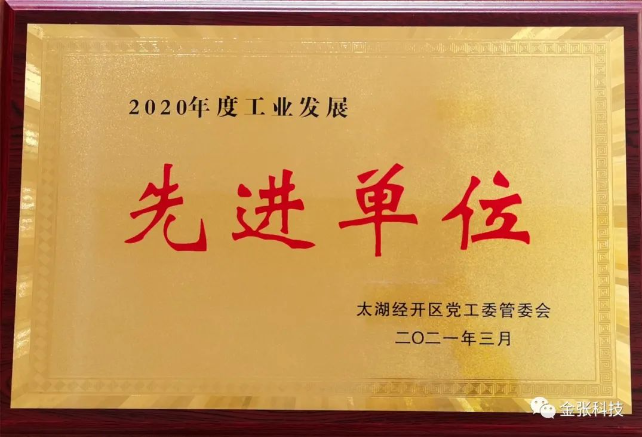 2020年度工业发展
先进单位
太湖经开区党工委管委会
二〇二一年三月
金张科技